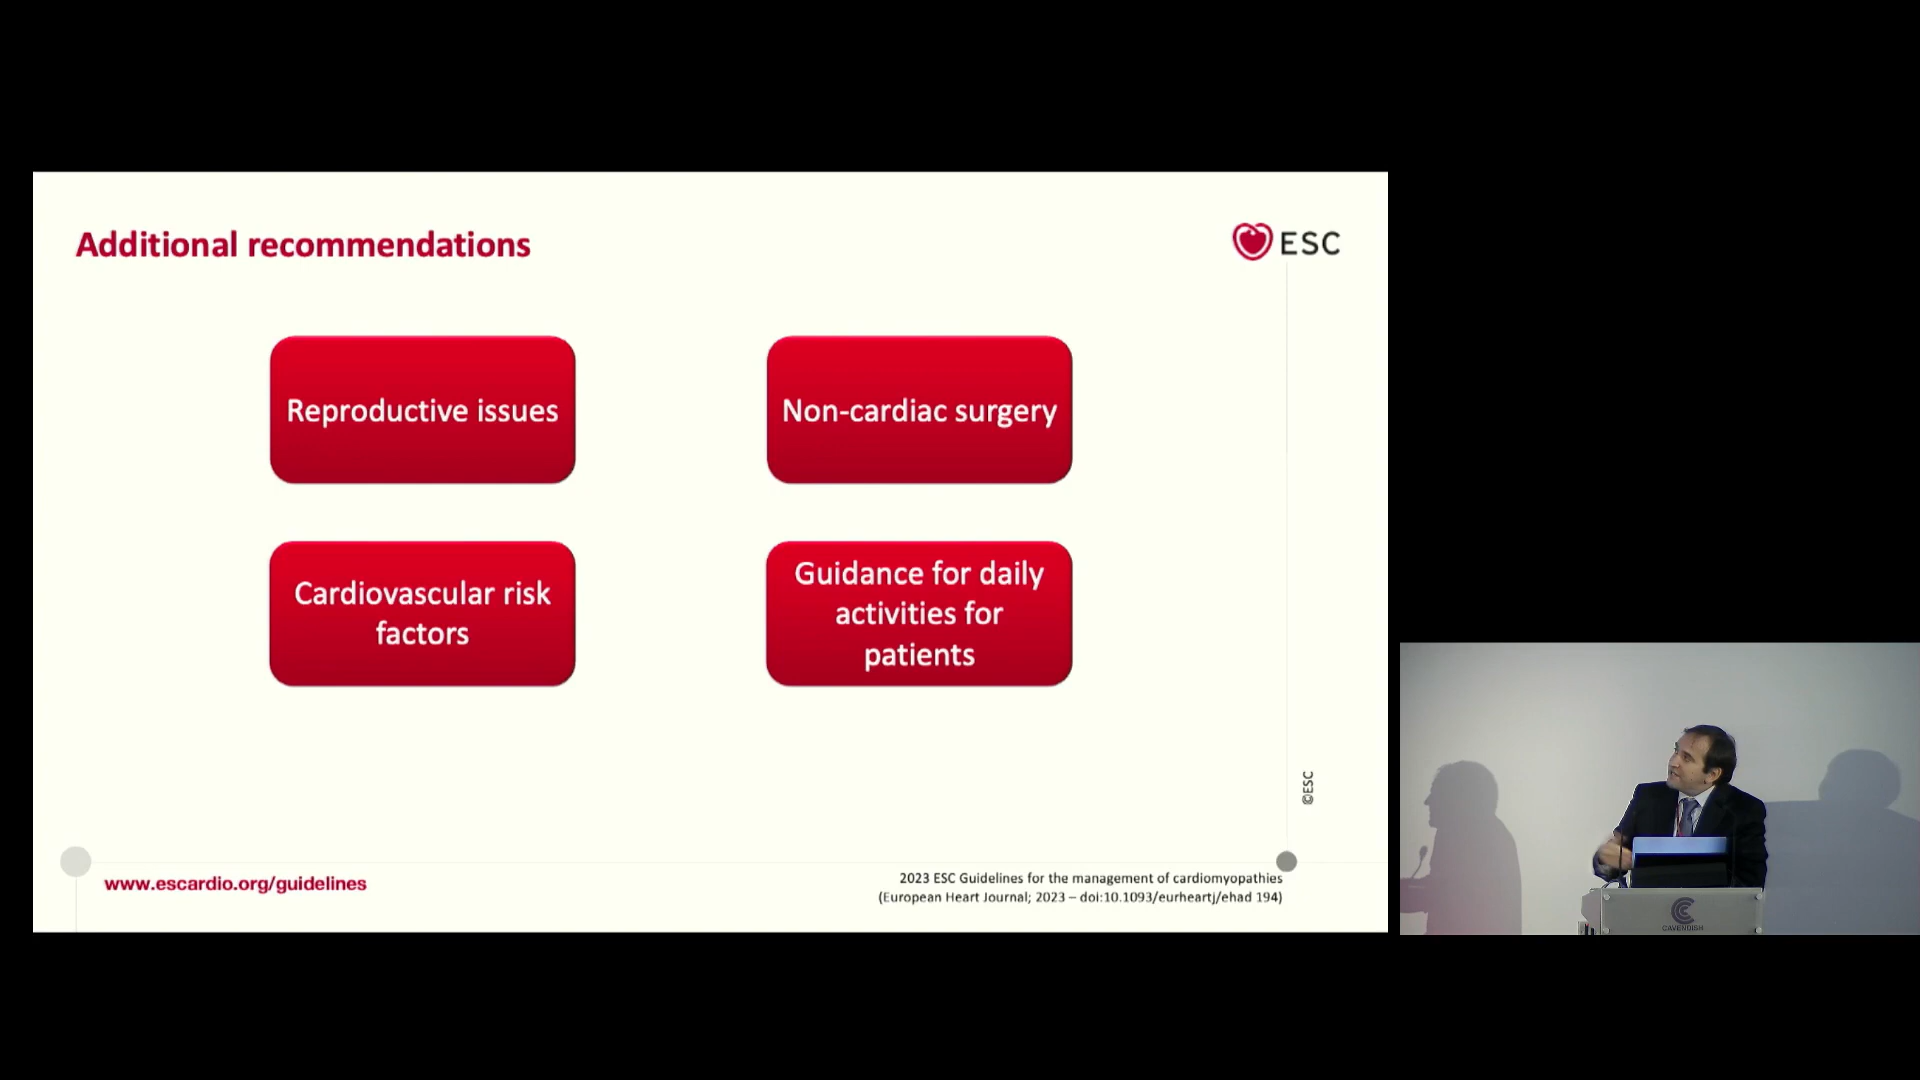 Additional recommendations
ESC
Reproductive issues
Non-cardiac surgery
Cardiovascular risk
factors
Guidance for daily
activities for
patients
©ESC
www.escardio.org/guidelines
2023 ESC Guidelines for the management of cardiomyopathies
(European Heart Journal; 2023 – doi:10.1093/eurheartj/ehad 194)
CAVENDISH